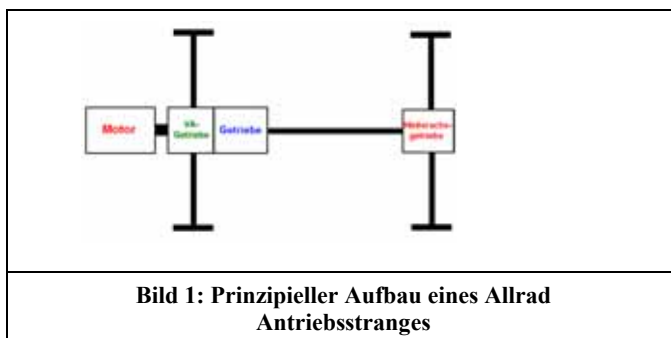 Motor
VA-
Getriebe
Getriebe
Hinterachs-
getriebe
Bild 1: Prinzipieller Aufbau eines Allrad
Antriebsstranges